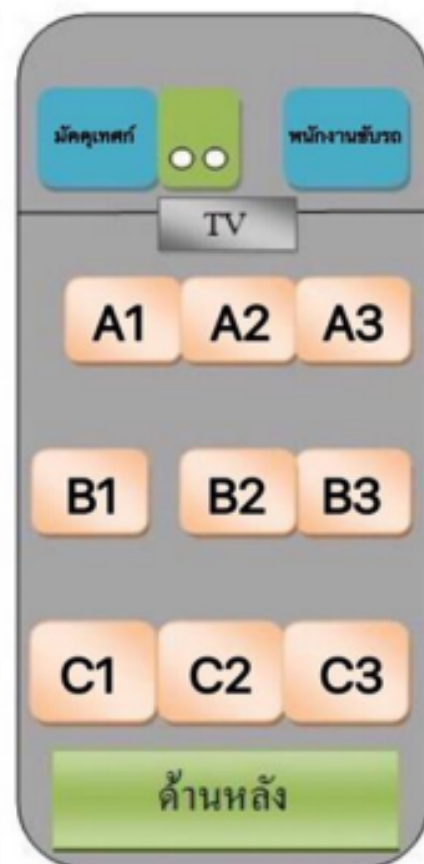 มัคคุเทศก์
พนักงานขับรถ
TV
A1 A2 A3
B1 B2 B3
C1 C2 C3
ด้านหลัง